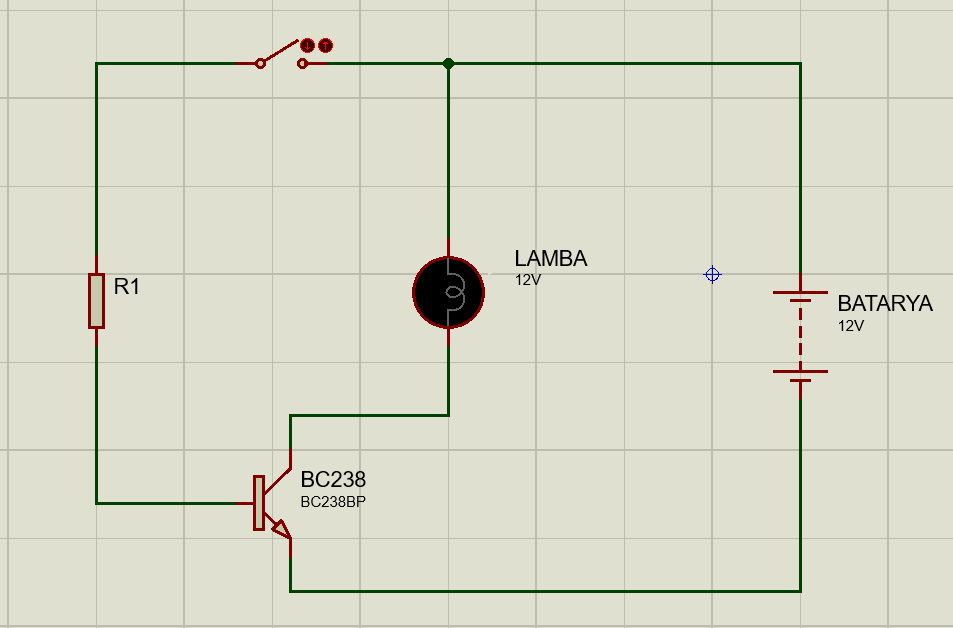 R1
LAMBA
12V
BATARYA
12V
BC238
BC238BP